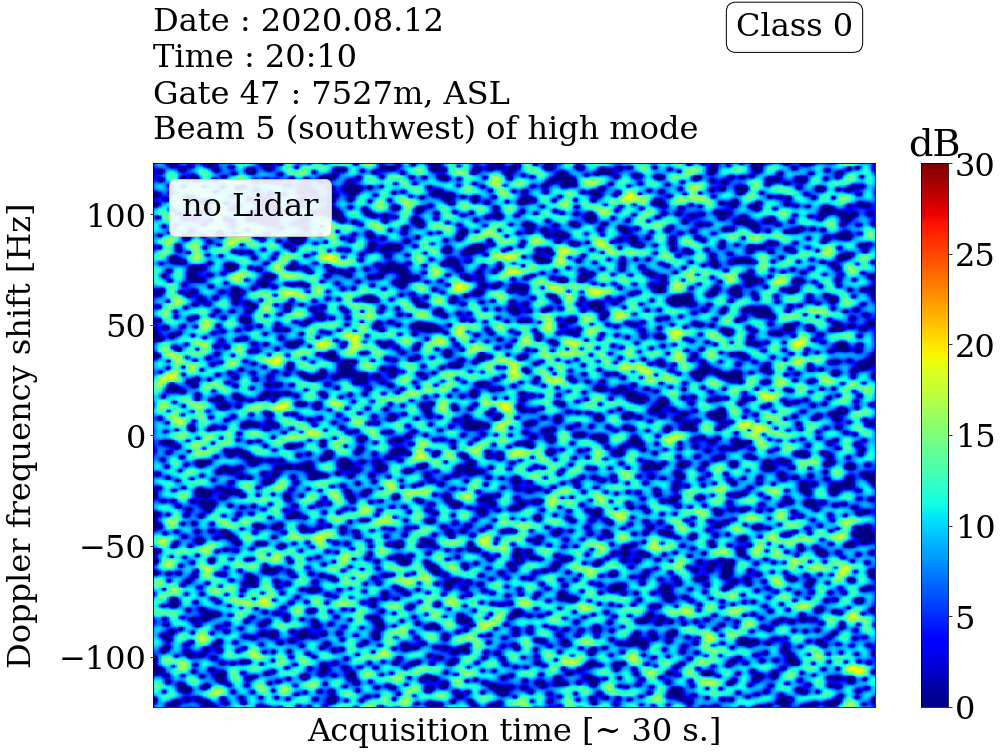 Date : 2020.08.12
Time : 20:10
Gate 47 : 7527m, ASL
Beam 5 (southwest) of high mode
Class 0
dB
no Lidar
Doppler frequency shift [Hz]
100
50
0
−50
−100
30
25
20
15
10
5
0
Acquisition time [~ 30 s.]